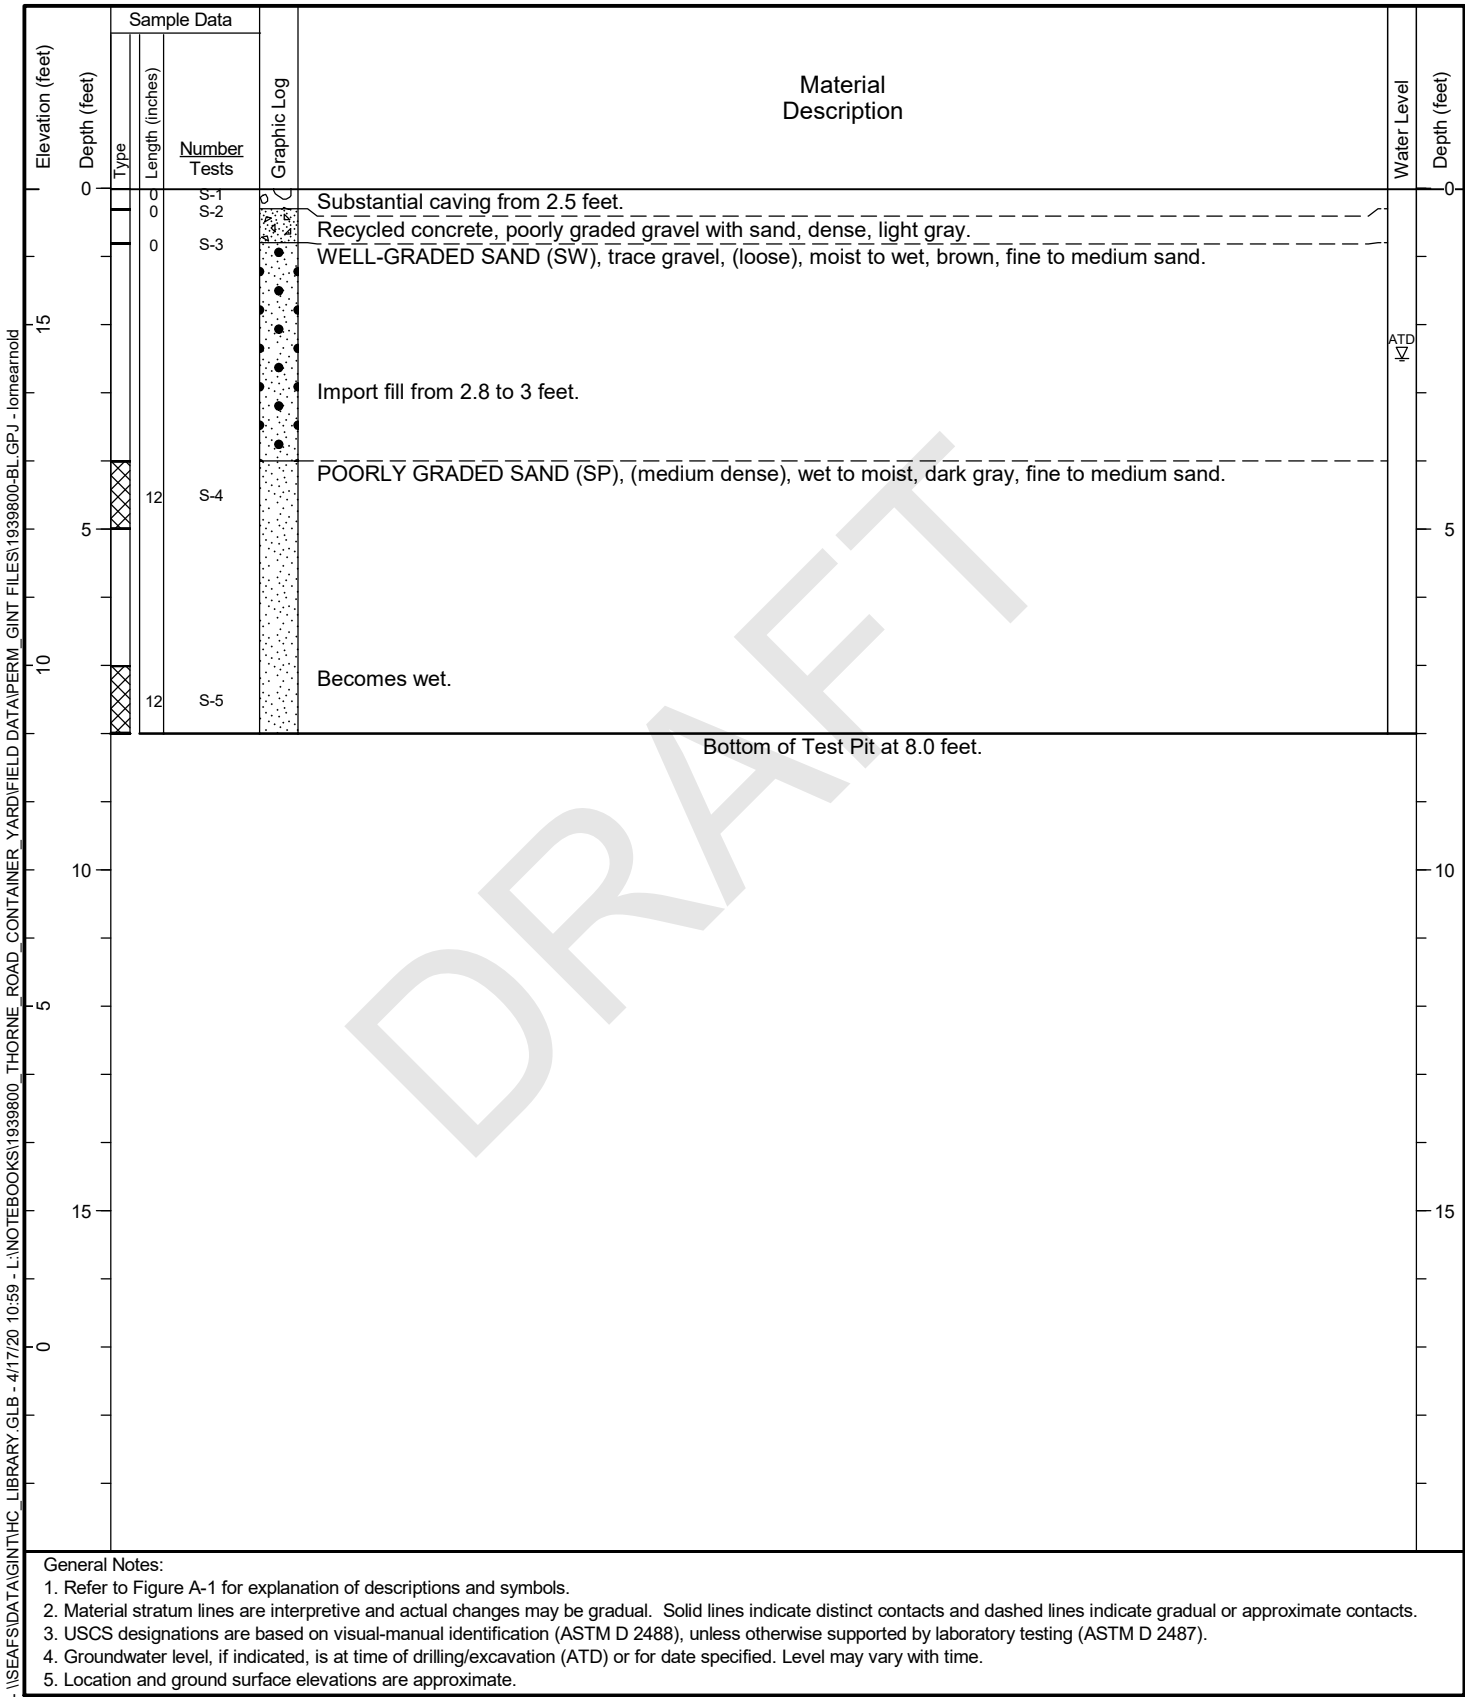 Sample Data
Elevation (feet)
Depth (feet)
Type
Length (inches)
Number
Tests
Graphic Log
Material
Description
Water Level
Depth (feet)
0
0
S-1
Substantial caving from 2.5 feet.
0
0
S-2
Recycled concrete, poorly graded gravel with sand, dense, light gray.
0
S-3
WELL-GRADED SAND (SW), trace gravel, (loose), moist to wet, brown, fine to medium sand.
15
ATD
Import fill from 2.8 to 3 feet.
POORLY GRADED SAND (SP), (medium dense), wet to moist, dark gray, fine to medium sand.
12
S-4
5
5
10
Becomes wet.
12
S-5
Bottom of Test Pit at 8.0 feet.
10
10
5
15
15
0
DRAFT
General Notes:
1. Refer to Figure A-1 for explanation of descriptions and symbols.
2. Material stratum lines are interpretive and actual changes may be gradual. Solid lines indicate distinct contacts and dashed lines indicate gradual or approximate contacts.
3. USCS designations are based on visual-manual identification (ASTM D 2488), unless otherwise supported by laboratory testing (ASTM D 2487).
4. Groundwater level, if indicated, is at time of drilling/excavation (ATD) or for date specified. Level may vary with time.
5. Location and ground surface elevations are approximate.
- \\SEAFS\DATA\GINT\HC_LIBRARY.GLB - 4/17/20 10:59 - L:\NOTEBOOKS\1939800_THORNE_ROAD_CONTAINER_YARD\FIELD DATA\PERM_GINT FILES\1939800-BL.GPJ - lornearnold